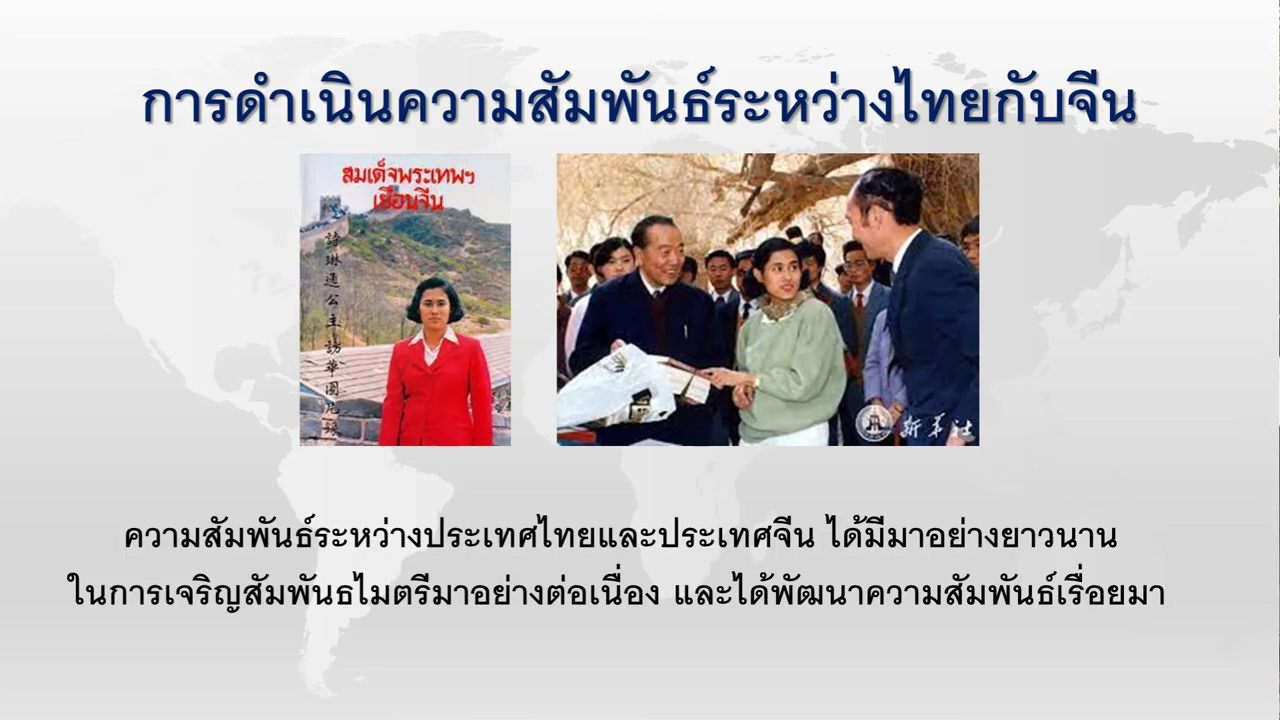 การดำเนินความสัมพันธ์ระหว่างไทยกับจีน
สมเด็จพระเทพฯ
เยือนจีน
詩琳通公主訪華圖片錄
新华社
ความสัมพันธ์ระหว่างประเทศไทยและประเทศจีน ได้มีมาอย่างยาวนาน
ในการเจริญสัมพันธไมตรีมาอย่างต่อเนื่อง และได้พัฒนาความสัมพันธ์เรื่อยมา